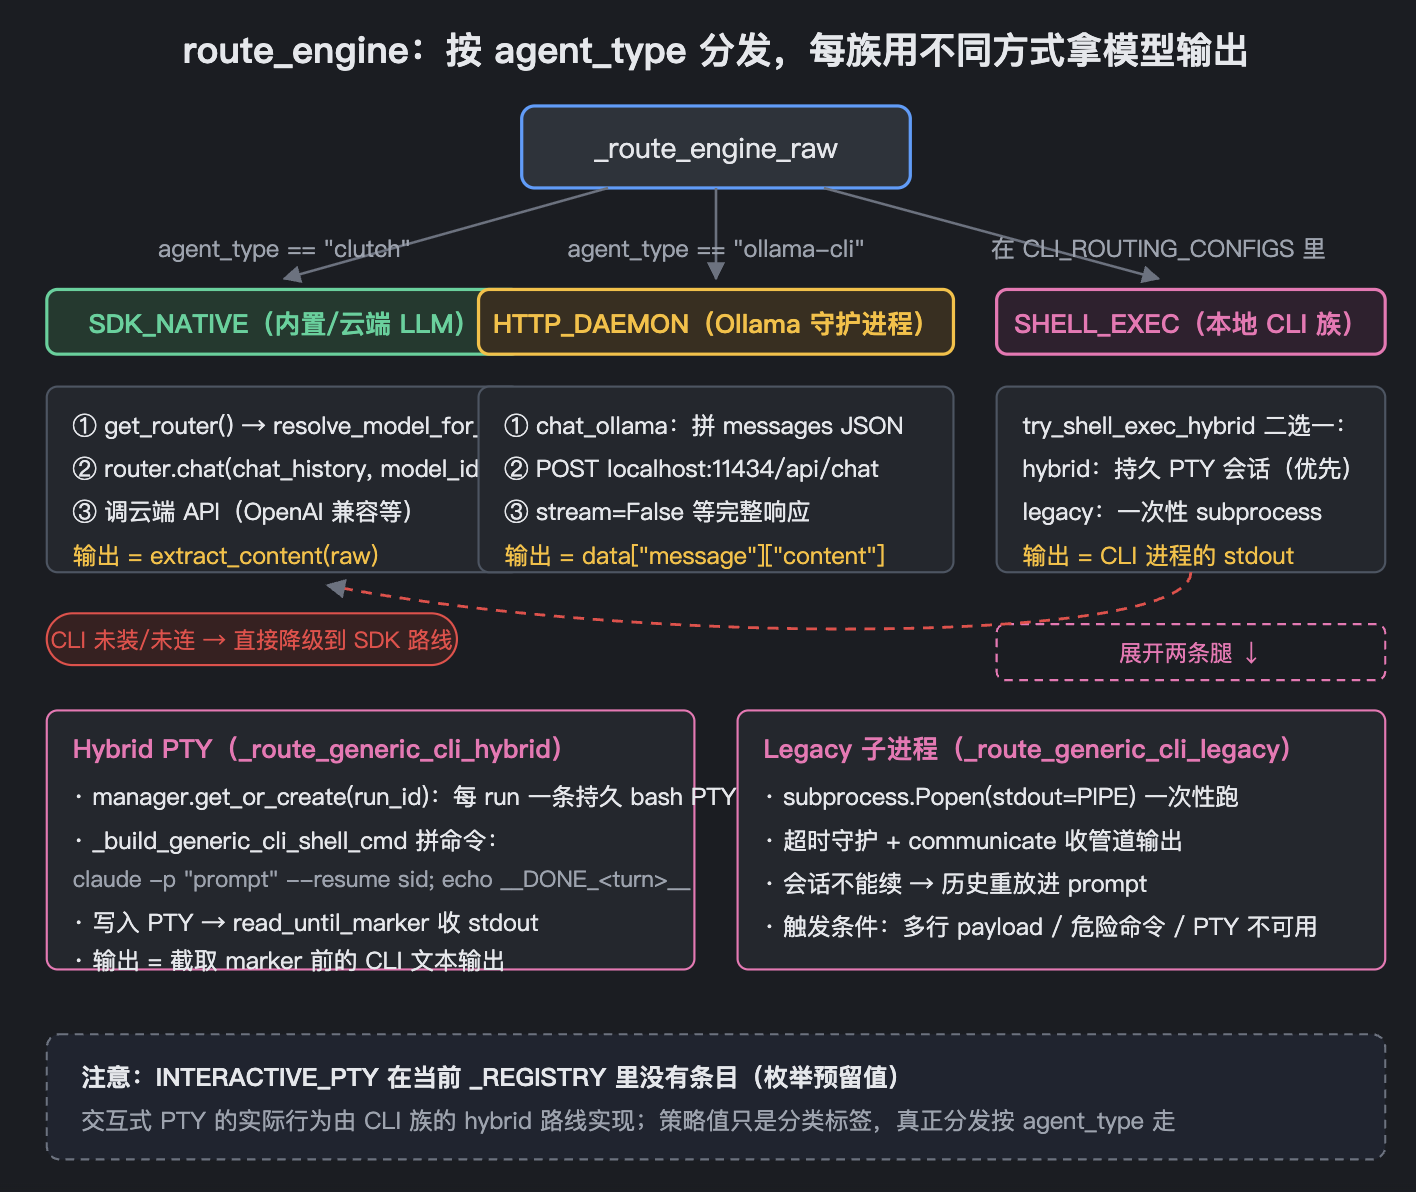 route_engine：按 agent_type 分发，每族用不同方式拿模型输出
_route_engine_raw
agent_type == "clutch"
agent_type == "ollama-cli"
在 CLI_ROUTING_CONFIGS 里
SDK_NATIVE（内置/云端 LLM）
HTTP_DAEMON（Ollama 守护进程）
SHELL_EXEC（本地 CLI 族）
① get_router() → resolve_model_for_
② router.chat(chat_history, model_id
③ 调云端 API（OpenAI 兼容等）
输出 = extract_content(raw)
① chat_ollama：拼 messages JSON
② POST localhost:11434/api/chat
③ stream=False 等完整响应
输出 = data["message"]["content"]
try_shell_exec_hybrid 二选一：
hybrid：持久 PTY 会话（优先）
legacy：一次性 subprocess
输出 = CLI 进程的 stdout
CLI 未装/未连 → 直接降级到 SDK 路线
展开两条腿 ↓
Hybrid PTY（_route_generic_cli_hybrid）
· manager.get_or_create(run_id)：每 run 一条持久 bash PTY
· _build_generic_cli_shell_cmd 拼命令：
claude -p "prompt" --resume sid; echo __DONE_<turn>__
· 写入 PTY → read_until_marker 收 stdout
· 输出 = 截取 marker 前的 CLI 文本输出
Legacy 子进程（_route_generic_cli_legacy）
· subprocess.Popen(stdout=PIPE) 一次性跑
· 超时守护 + communicate 收管道输出
· 会话不能续 → 历史重放进 prompt
· 触发条件：多行 payload / 危险命令 / PTY 不可用
注意：INTERACTIVE_PTY 在当前 _REGISTRY 里没有条目（枚举预留值）
交互式 PTY 的实际行为由 CLI 族的 hybrid 路线实现；策略值只是分类标签，真正分发按 agent_type 走